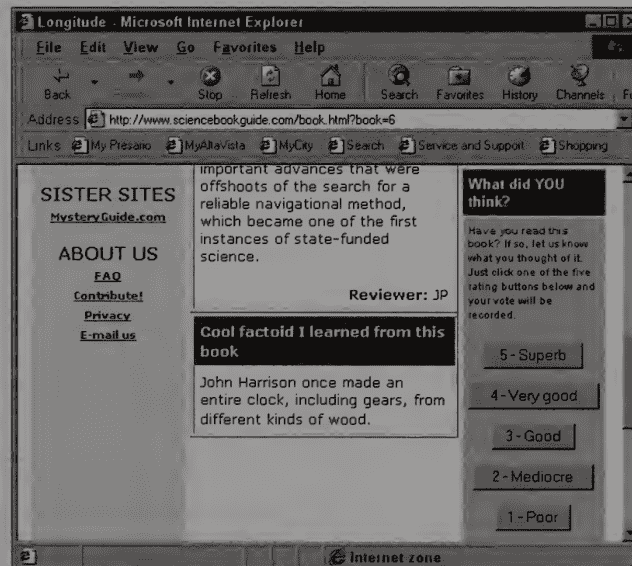 Longitude - Microsoft Internet Explorer
File Edit View Go Favorites Help
Back Stop Refresh Home Search Favorites History Channels
Address http://www.sciencebookguide.com/book.html?book=6
Links My Presario MyAltaVista MyCity Search Service and Support Shopping
SISTER SITES
MysteryGuide.com
ABOUT US
FAQ
Contribute!
Privacy
E-mail us
important advances that were
offshoots of the search for a
reliable navigational method,
which became one of the first
instances of state-funded
science.
Reviewer: JP
Cool factoid I learned from this
book
John Harrison once made an
entire clock, including gears, from
different kinds of wood.
What did YOU
think?
Have you read this
book? If so, let us know
what you thought of it.
Just click one of the five
rating buttons below and
your vote will be
recorded.
5 - Superb
4 - Very good
3 - Good
2 - Mediocre
1 - Poor
Internet zone